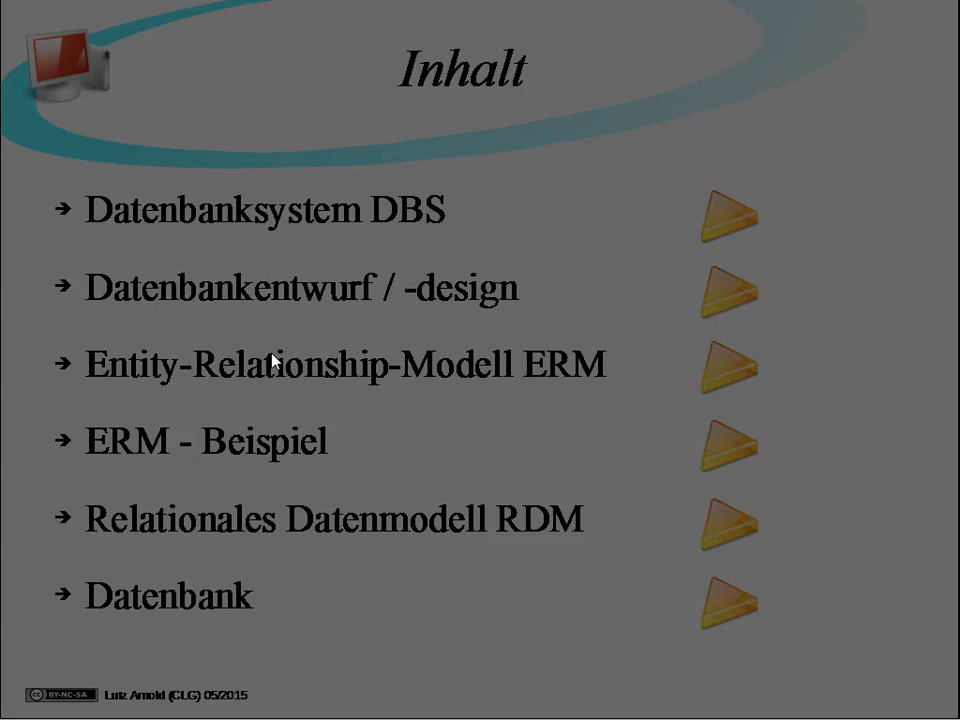 Inhalt
Datenbanksystem DBS
Datenbankentwurf / -design
Entity-Relationship-Modell ERM
ERM - Beispiel
Relationales Datenmodell RDM
Datenbank
cc BY-NC-SA Lutz Arnold (CLG) 05/2015